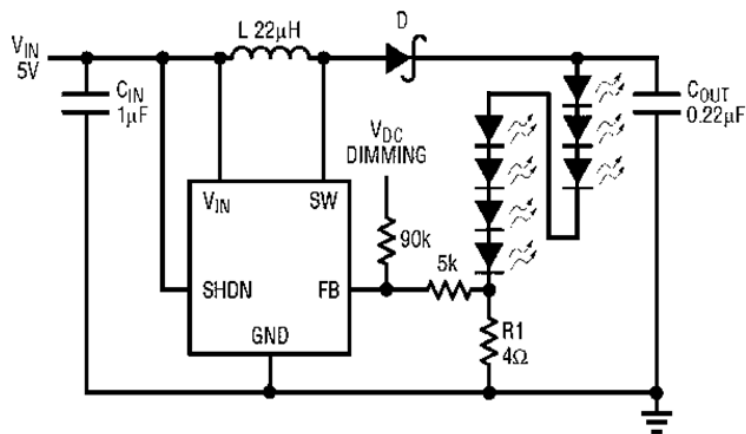 L 22µH
D
VIN
5V
CIN
1µF
VDC
DIMMING
COUT
0.22µF
VIN
SW
90k
5k
SHDN
FB
GND
R1
4Ω